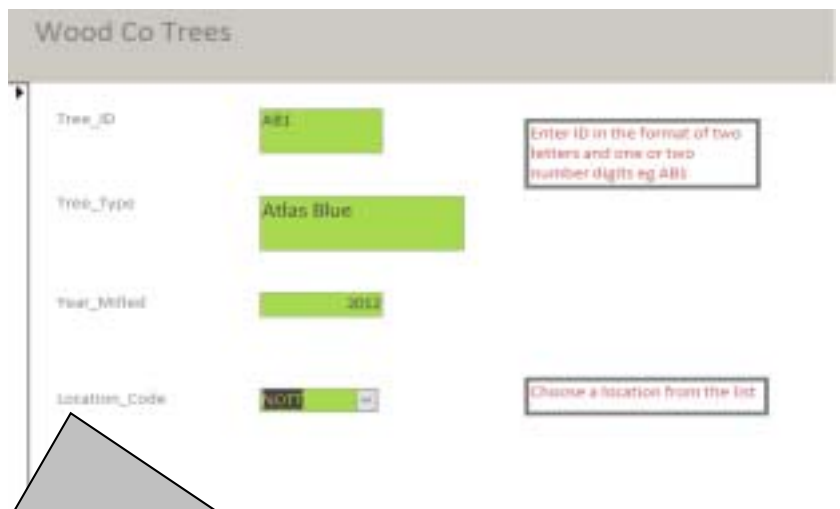 Wood Co Trees
Tree_ID
AB1
Enter ID in the format of two
letters and one or two
number digits eg AB1
Tree_Type
Atlas Blue
Year_Milled
2012
Location_Code
NOTT
Choose a location from the list